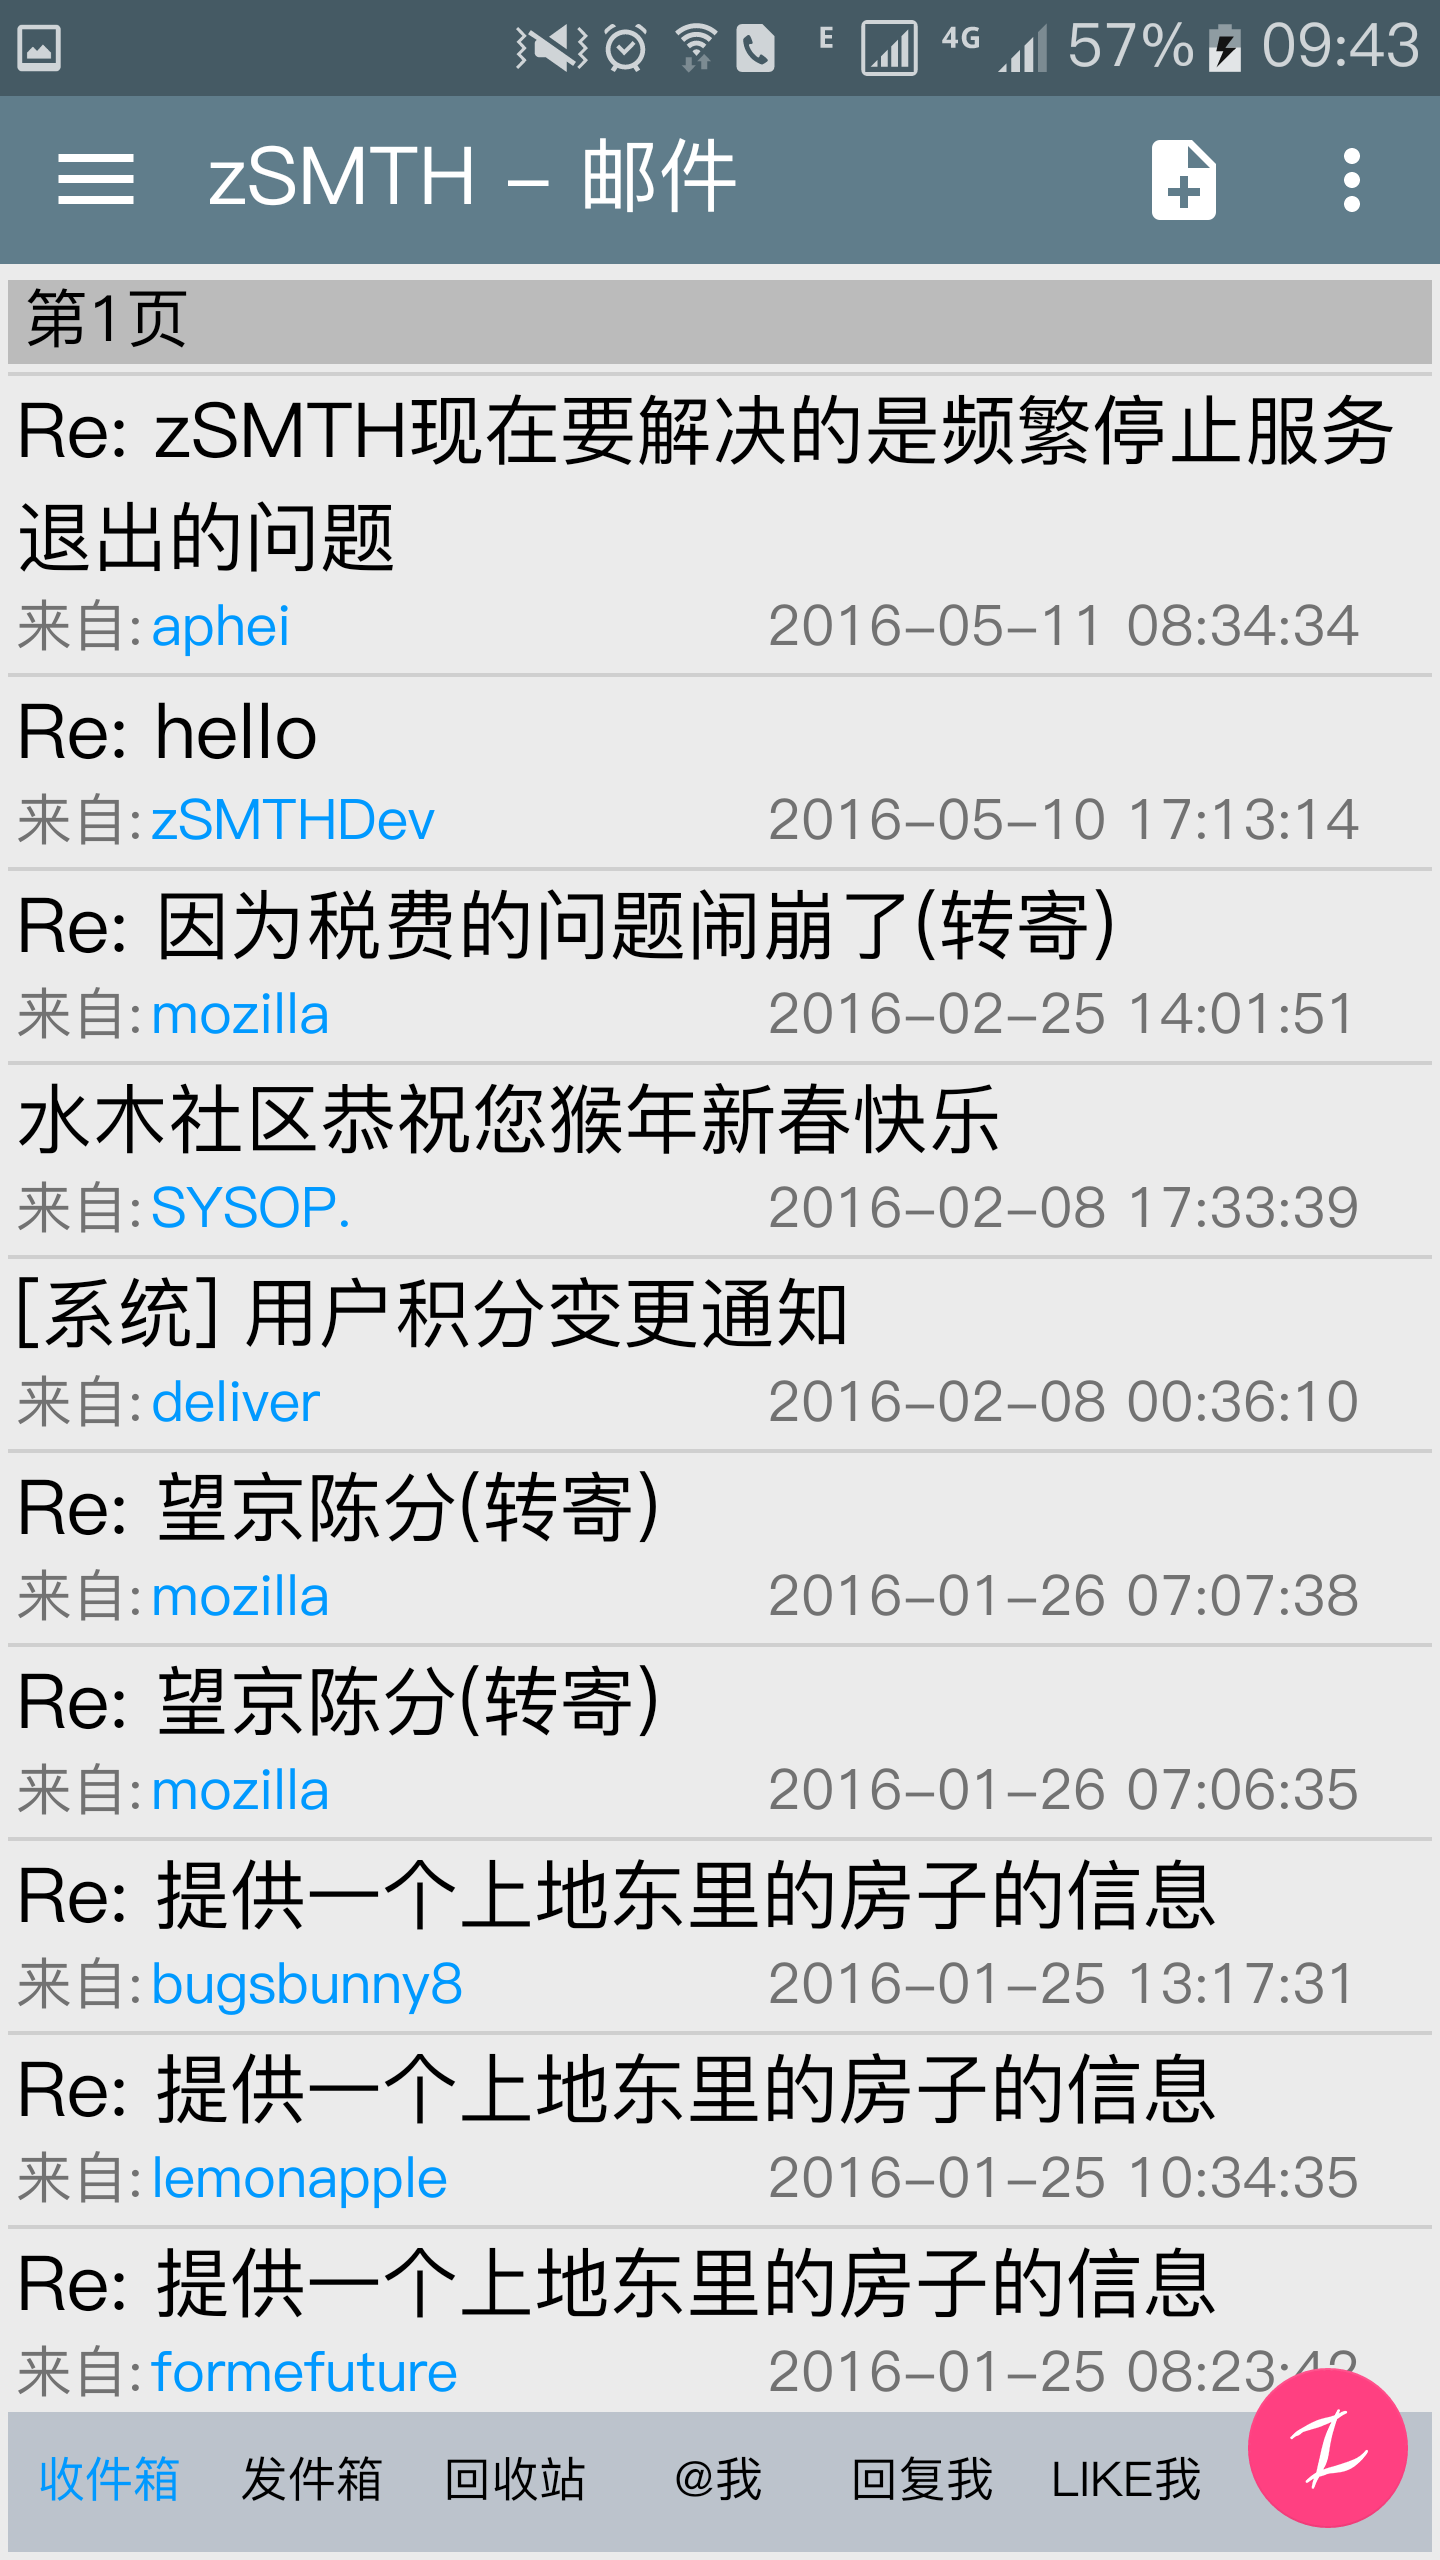 E 4G 57% 09:43
zSMTH - 邮件
第1页
Re: zSMTH现在要解决的是频繁停止服务
退出的问题
来自: aphei 2016-05-11 08:34:34
Re: hello
来自: zSMTHDev 2016-05-10 17:13:14
Re: 因为税费的问题闹崩了(转寄)
来自: mozilla 2016-02-25 14:01:51
水木社区恭祝您猴年新春快乐
来自: SYSOP. 2016-02-08 17:33:39
[系统] 用户积分变更通知
来自: deliver 2016-02-08 00:36:10
Re: 望京陈分(转寄)
来自: mozilla 2016-01-26 07:07:38
Re: 望京陈分(转寄)
来自: mozilla 2016-01-26 07:06:35
Re: 提供一个上地东里的房子的信息
来自: bugsbunny8 2016-01-25 13:17:31
Re: 提供一个上地东里的房子的信息
来自: lemonapple 2016-01-25 10:34:35
Re: 提供一个上地东里的房子的信息
来自: formefuture 2016-01-25 08:23:42
收件箱 发件箱 回收站 @我 回复我 LIKE我 Z